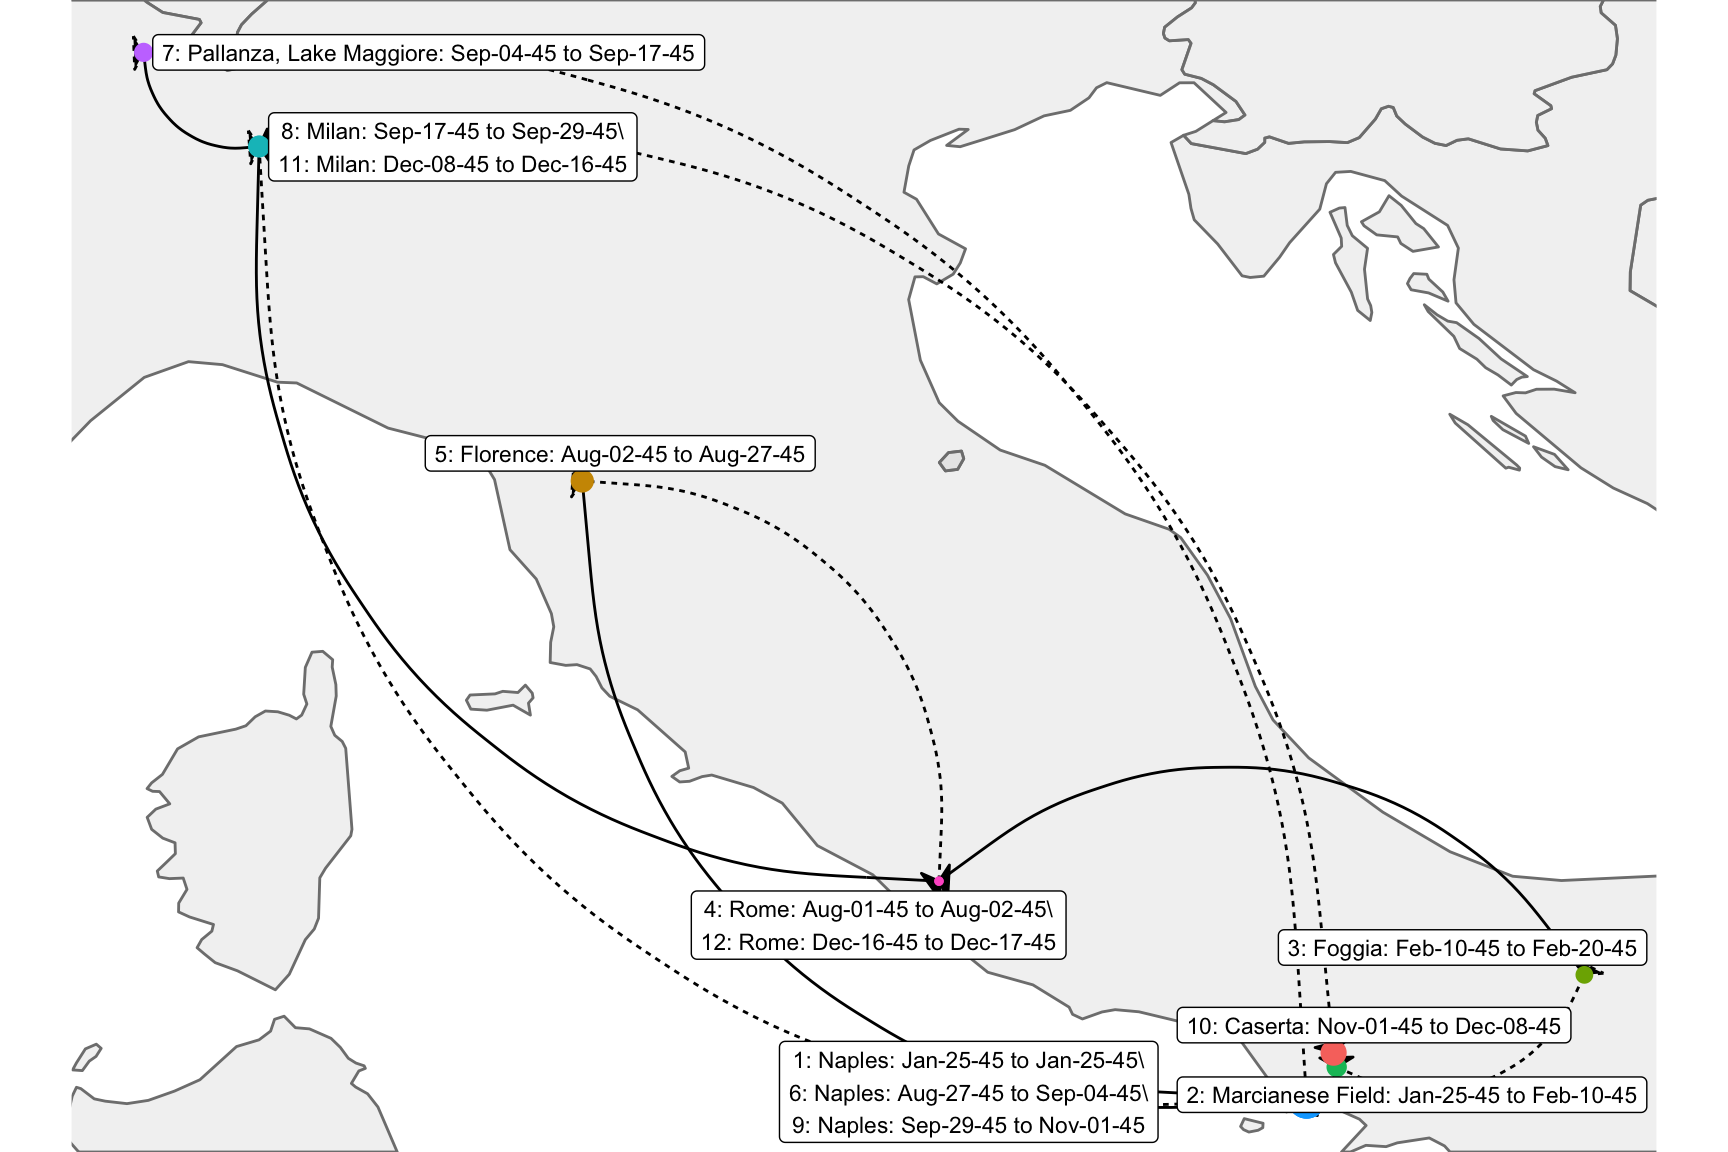 7: Pallanza, Lake Maggiore: Sep-04-45 to Sep-17-45
8: Milan: Sep-17-45 to Sep-29-45\
11: Milan: Dec-08-45 to Dec-16-45
5: Florence: Aug-02-45 to Aug-27-45
4: Rome: Aug-01-45 to Aug-02-45\
12: Rome: Dec-16-45 to Dec-17-45
3: Foggia: Feb-10-45 to Feb-20-45
10: Caserta: Nov-01-45 to Dec-08-45
1: Naples: Jan-25-45 to Jan-25-45\
6: Naples: Aug-27-45 to Sep-04-45\
9: Naples: Sep-29-45 to Nov-01-45
2: Marcianese Field: Jan-25-45 to Feb-10-45